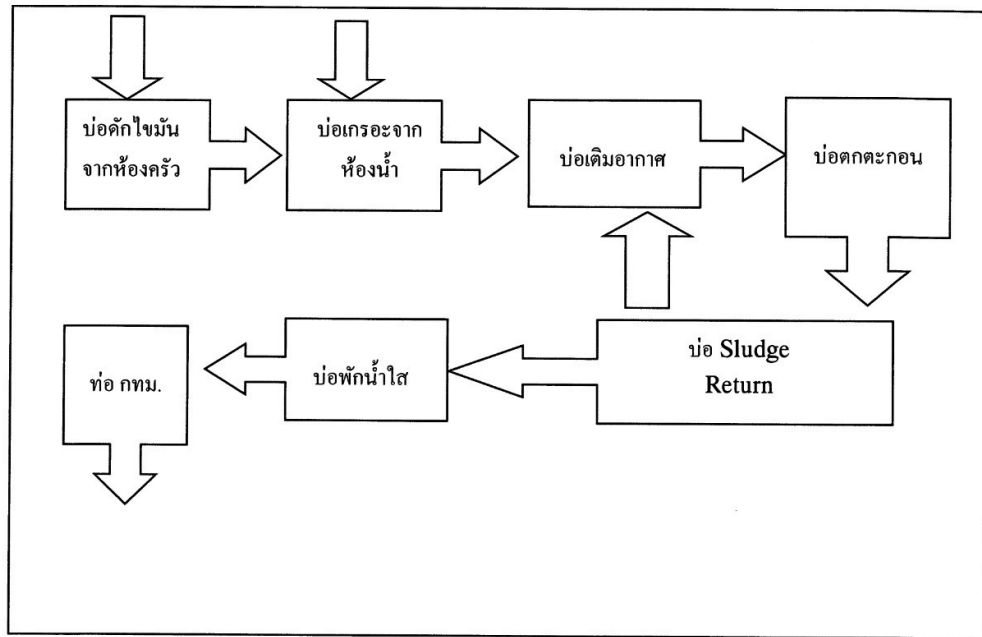 บ่อดักไขมัน
จากห้องครัว
บ่อเกรอะจาก
ห้องน้ำ
บ่อเติมอากาศ
บ่อตกตะกอน
ท่อ กทม.
บ่อพักน้ำใส
บ่อ Sludge
Return